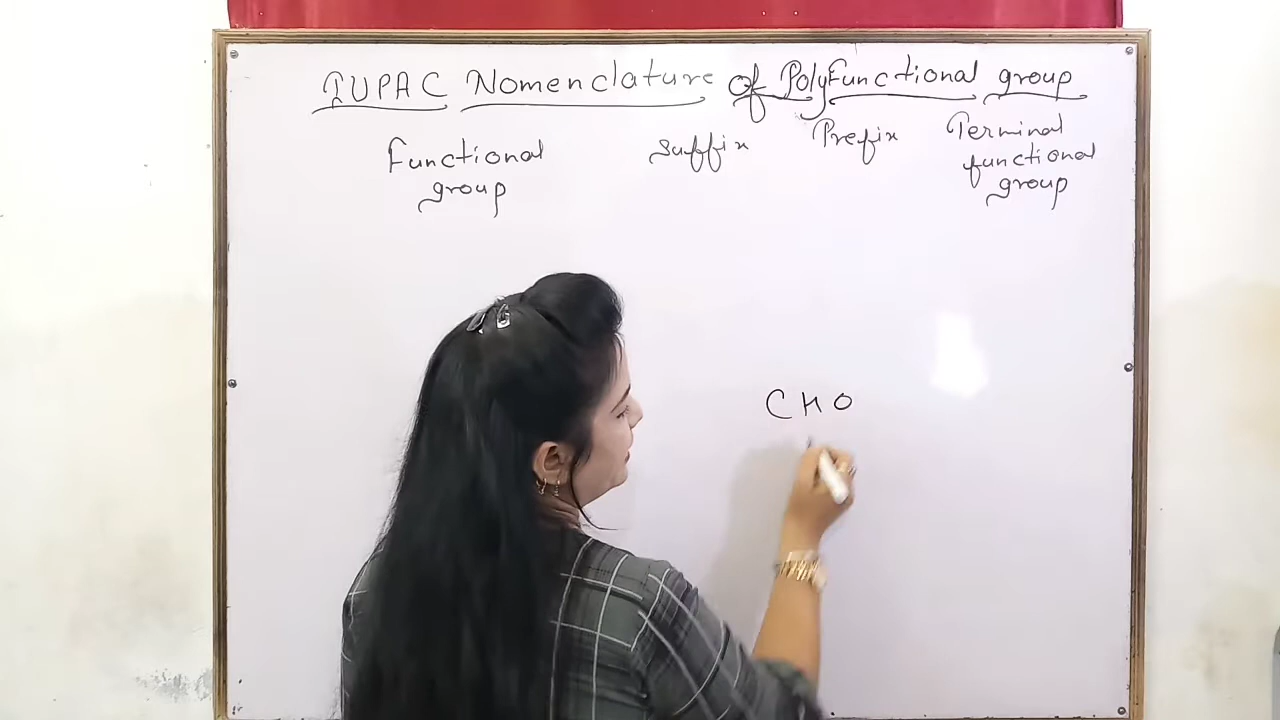 IUPAC Nomenclature of PolyFunctional group
Functional group
Suffix
Prefix
Terminal functional group
CHO